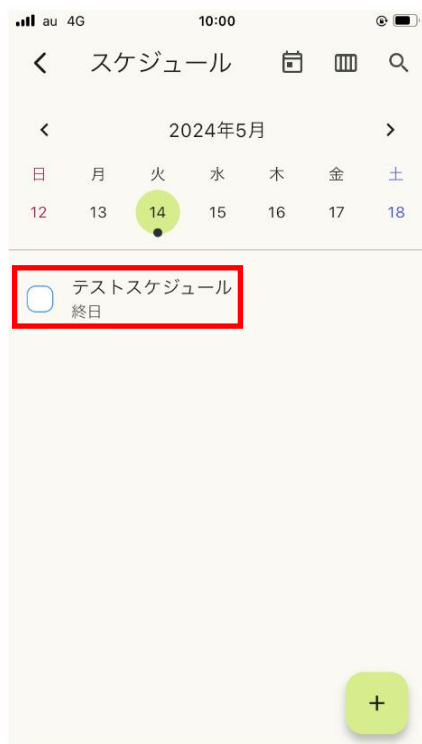 au 4G 10:00
スケジュール
2024年5月
日 月 火 水 木 金 土
12 13 14 15 16 17 18
テストスケジュール
終日
+